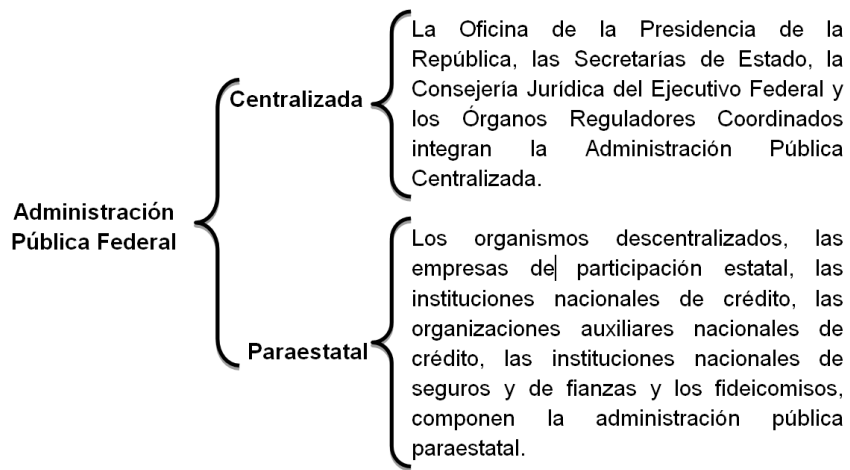 Administración
Pública Federal
Centralizada
La Oficina de la Presidencia de la
República, las Secretarías de Estado, la
Consejería Jurídica del Ejecutivo Federal y
los Órganos Reguladores Coordinados
integran la Administración Pública
Centralizada.
Paraestatal
Los organismos descentralizados, las
empresas de participación estatal, las
instituciones nacionales de crédito, las
organizaciones auxiliares nacionales de
crédito, las instituciones nacionales de
seguros y de fianzas y los fideicomisos,
componen la administración pública
paraestatal.